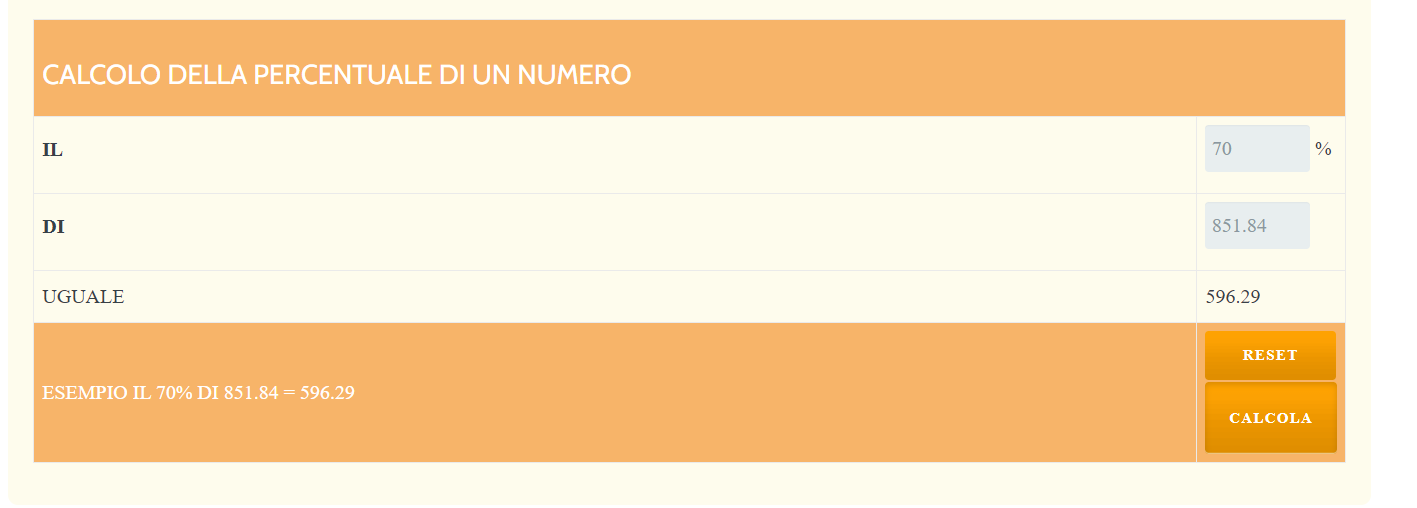 CALCOLO DELLA PERCENTUALE DI UN NUMERO
IL 70 %
DI 851.84
UGUALE 596.29
RESET
ESEMPIO IL 70% DI 851.84 = 596.29
CALCOLA